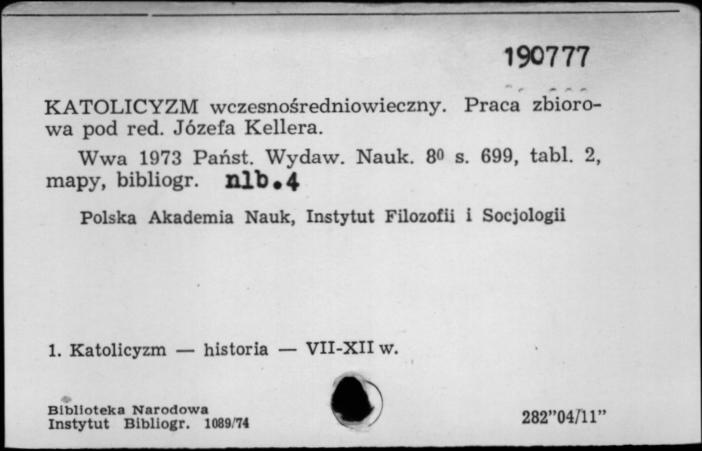 190777
KATOLICYZM wczesnośredniowieczny. Praca zbioro-
wa pod red. Józefa Kellera.
Wwa 1973 Państ. Wydaw. Nauk. 8⁰ s. 699, tabl. 2,
mapy, bibliogr. nlb.4
Polska Akademia Nauk, Instytut Filozofii i Socjologii
1. Katolicyzm — historia — VII-XII w.
Biblioteka Narodowa
Instytut Bibliogr. 1089/74
282”04/11”